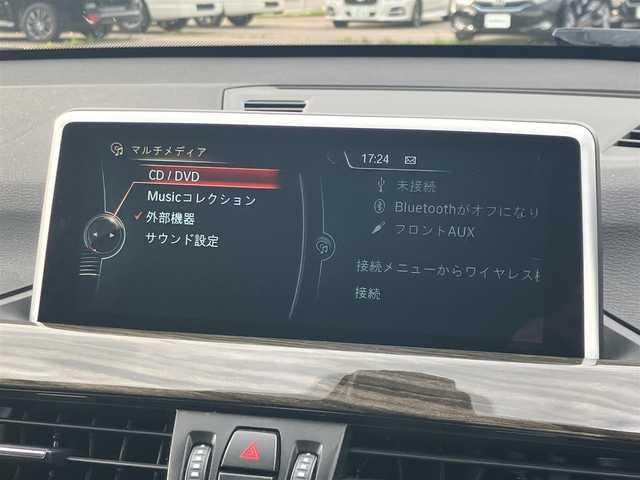 マルチメディア
CD / DVD
Musicコレクション
外部機器
サウンド設定
17:24
未接続
Bluetoothがオフになり
フロントAUX
接続メニューからワイヤレス
接続